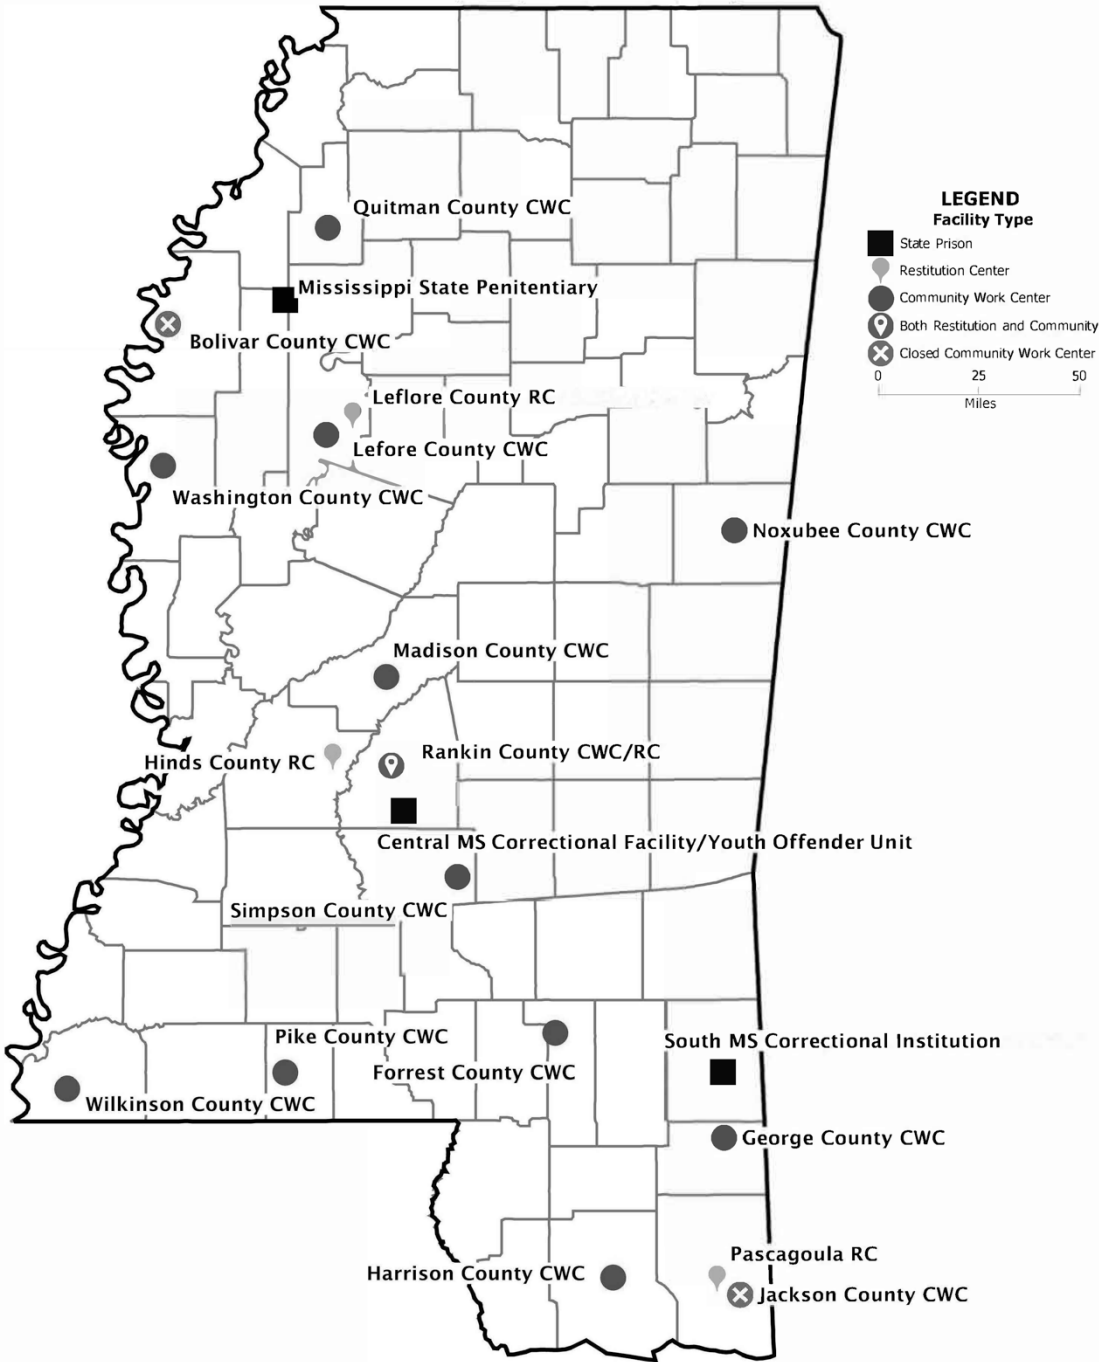 LEGEND
Facility Type
State Prison
Restitution Center
Community Work Center
Both Restitution and Community
Closed Community Work Center
0 25 50
Miles
Quitman County CWC
Mississippi State Penitentiary
Bolivar County CWC
Leflore County RC
Lefore County CWC
Washington County CWC
Noxubee County CWC
Madison County CWC
Rankin County CWC/RC
Hinds County RC
Central MS Correctional Facility/Youth Offender Unit
Simpson County CWC
Pike County CWC
South MS Correctional Institution
Forrest County CWC
Wilkinson County CWC
George County CWC
Pascagoula RC
Harrison County CWC
Jackson County CWC